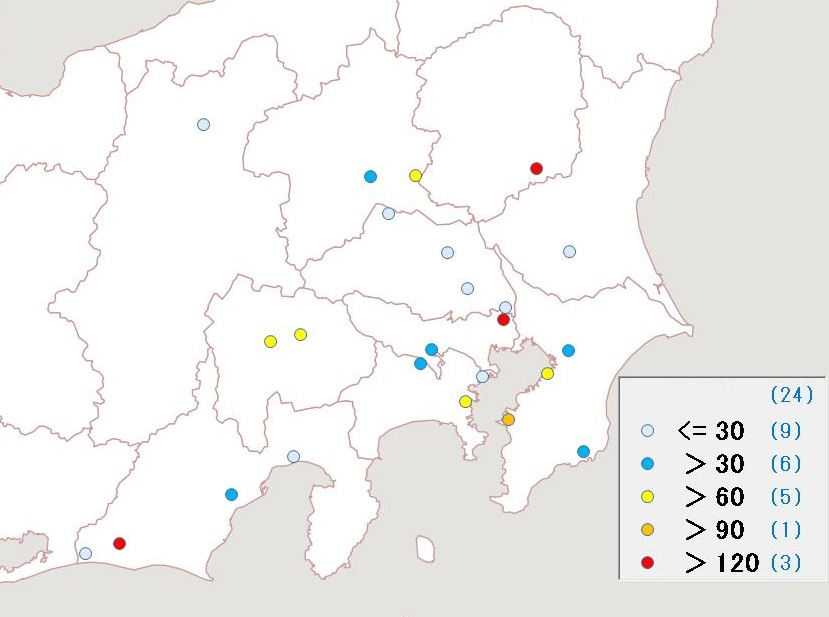 (24)
<= 30 (9)
> 30 (6)
> 60 (5)
> 90 (1)
> 120 (3)